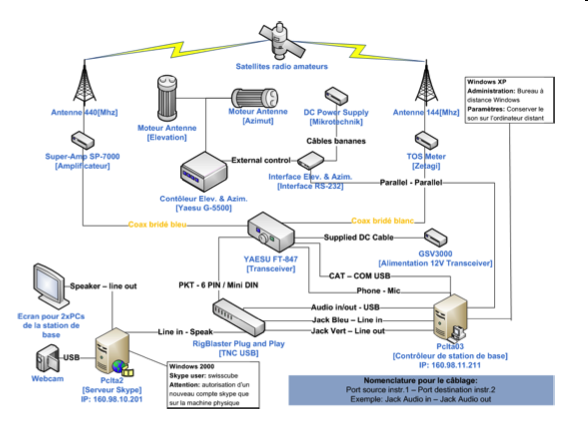 Satellites radio amateurs
Windows XP
Administration: Bureau à
distance Windows
Paramètres: Conserver le
son sur l'ordinateur distant
Antenne 440[Mhz]
Moteur Antenne
[Elevation]
Moteur Antenne
[Azimut]
DC Power Supply
[Mikrotechnik]
Antenne 144[Mhz]
Câbles bananes
Super-Amp SP-7000
[Amplificateur]
External control
TOS Meter
[Zetagi]
Interface Elev. & Azim.
[Interface RS-232]
Parallel - Parallel
Contôleur Elev. & Azim.
[Yaesu G-5500]
Coax bridé bleu
Coax bridé blanc
Supplied DC Cable
YAESU FT-847
[Transceiver]
GSV3000
[Alimentation 12V Transceiver]
CAT – COM USB
Speaker – line out
PKT - 6 PIN / Mini DIN
Phone - Mic
Audio in/out - USB
Ecran pour 2xPCs
de la station de
base
Jack Bleu – Line in
Line in - Speak
Jack Vert – Line out
RigBlaster Plug and Play
[TNC USB]
Pclta03
[Contrôleur de station de base]
IP: 160.98.11.211
USB
Webcam
Pclta2
[Serveur Skype]
IP: 160.98.10.201
Windows 2000
Skype user: swisscube
Attention: autorisation d'un
nouveau compte skype que
sur la machine physique
Nomenclature pour le câblage:
Port source instr.1 – Port destination instr.2
Exemple: Jack Audio in – Jack Audio out